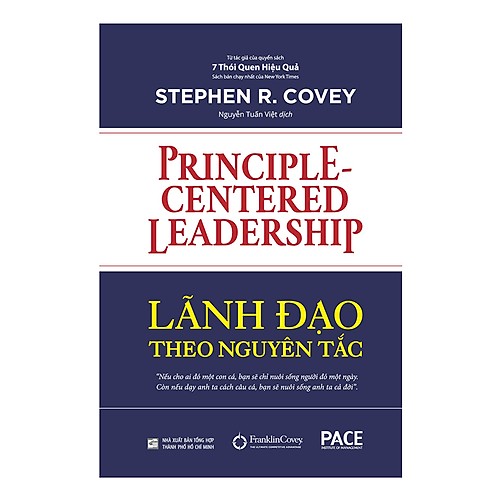 Từ tác giả của quyển sách
7 Thói Quen Hiệu Quả
Sách bán chạy nhất của New York Times
STEPHEN R. COVEY
Nguyễn Tuấn Việt dịch
PRINCIPLE-
CENTERED
LEADERSHIP
LÃNH ĐẠO
THEO NGUYÊN TẮC
"Nếu cho ai đó một con cá, bạn sẽ chỉ nuôi sống người đó một ngày.
Còn nếu dạy anh ta cách câu cá, bạn sẽ nuôi sống anh ta cả đời".
NHÀ XUẤT BẢN TỔNG HỢP
THÀNH PHỐ HỒ CHÍ MINH
FranklinCovey
THE ULTIMATE COMPETITIVE ADVANTAGE
PACE
INSTITUTE OF MANAGEMENT